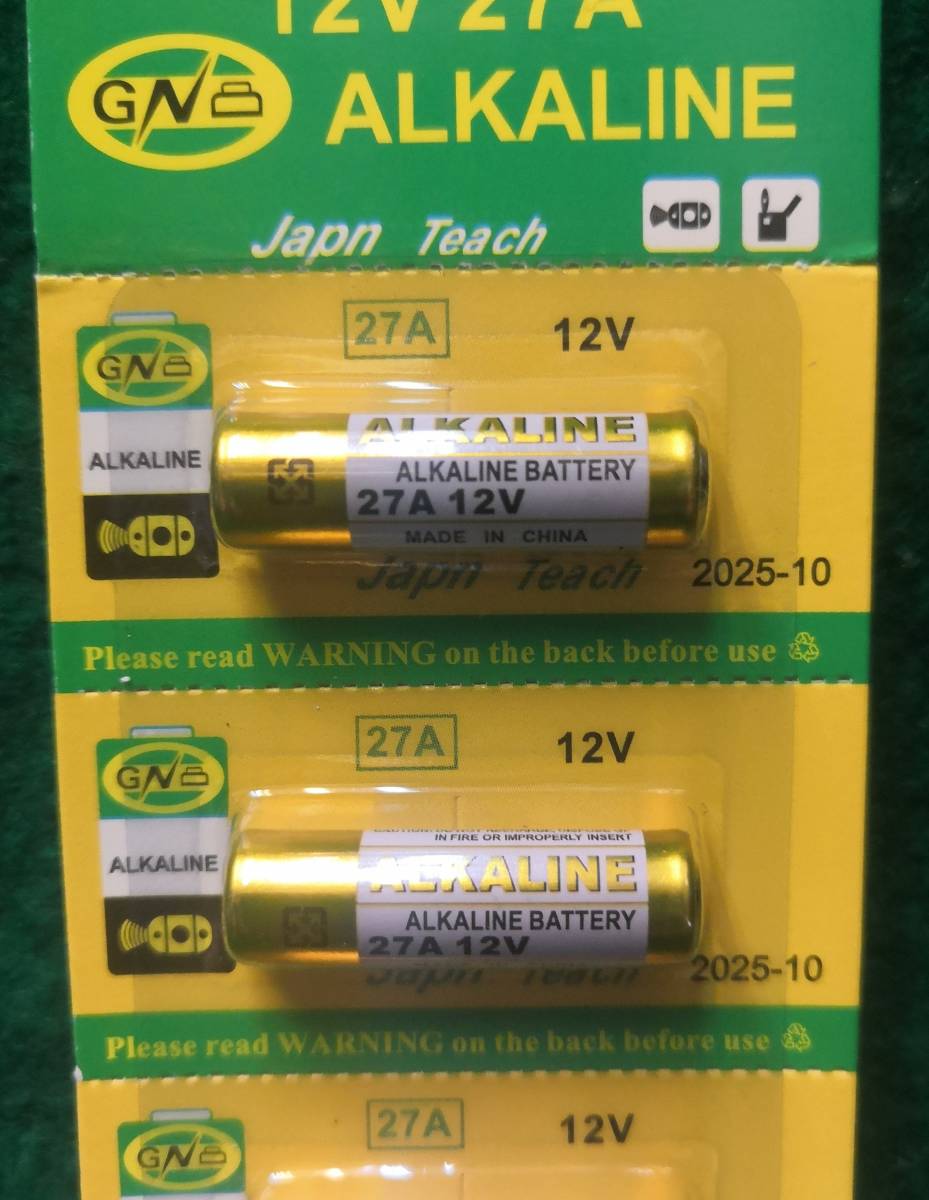 12V 27A
GN
ALKALINE
Japn Teach
27A 12V
GN
ALKALINE
ALKALINE
ALKALINE BATTERY
27A 12V
MADE IN CHINA
Japn Teach 2025-10
Please read WARNING on the back before use
27A 12V
GN
ALKALINE
IN FIRE OR IMPROPERLY INSERT
ALKALINE
ALKALINE BATTERY
27A 12V
Japn Teach 2025-10
Please read WARNING on the back before use
27A 12V
GN